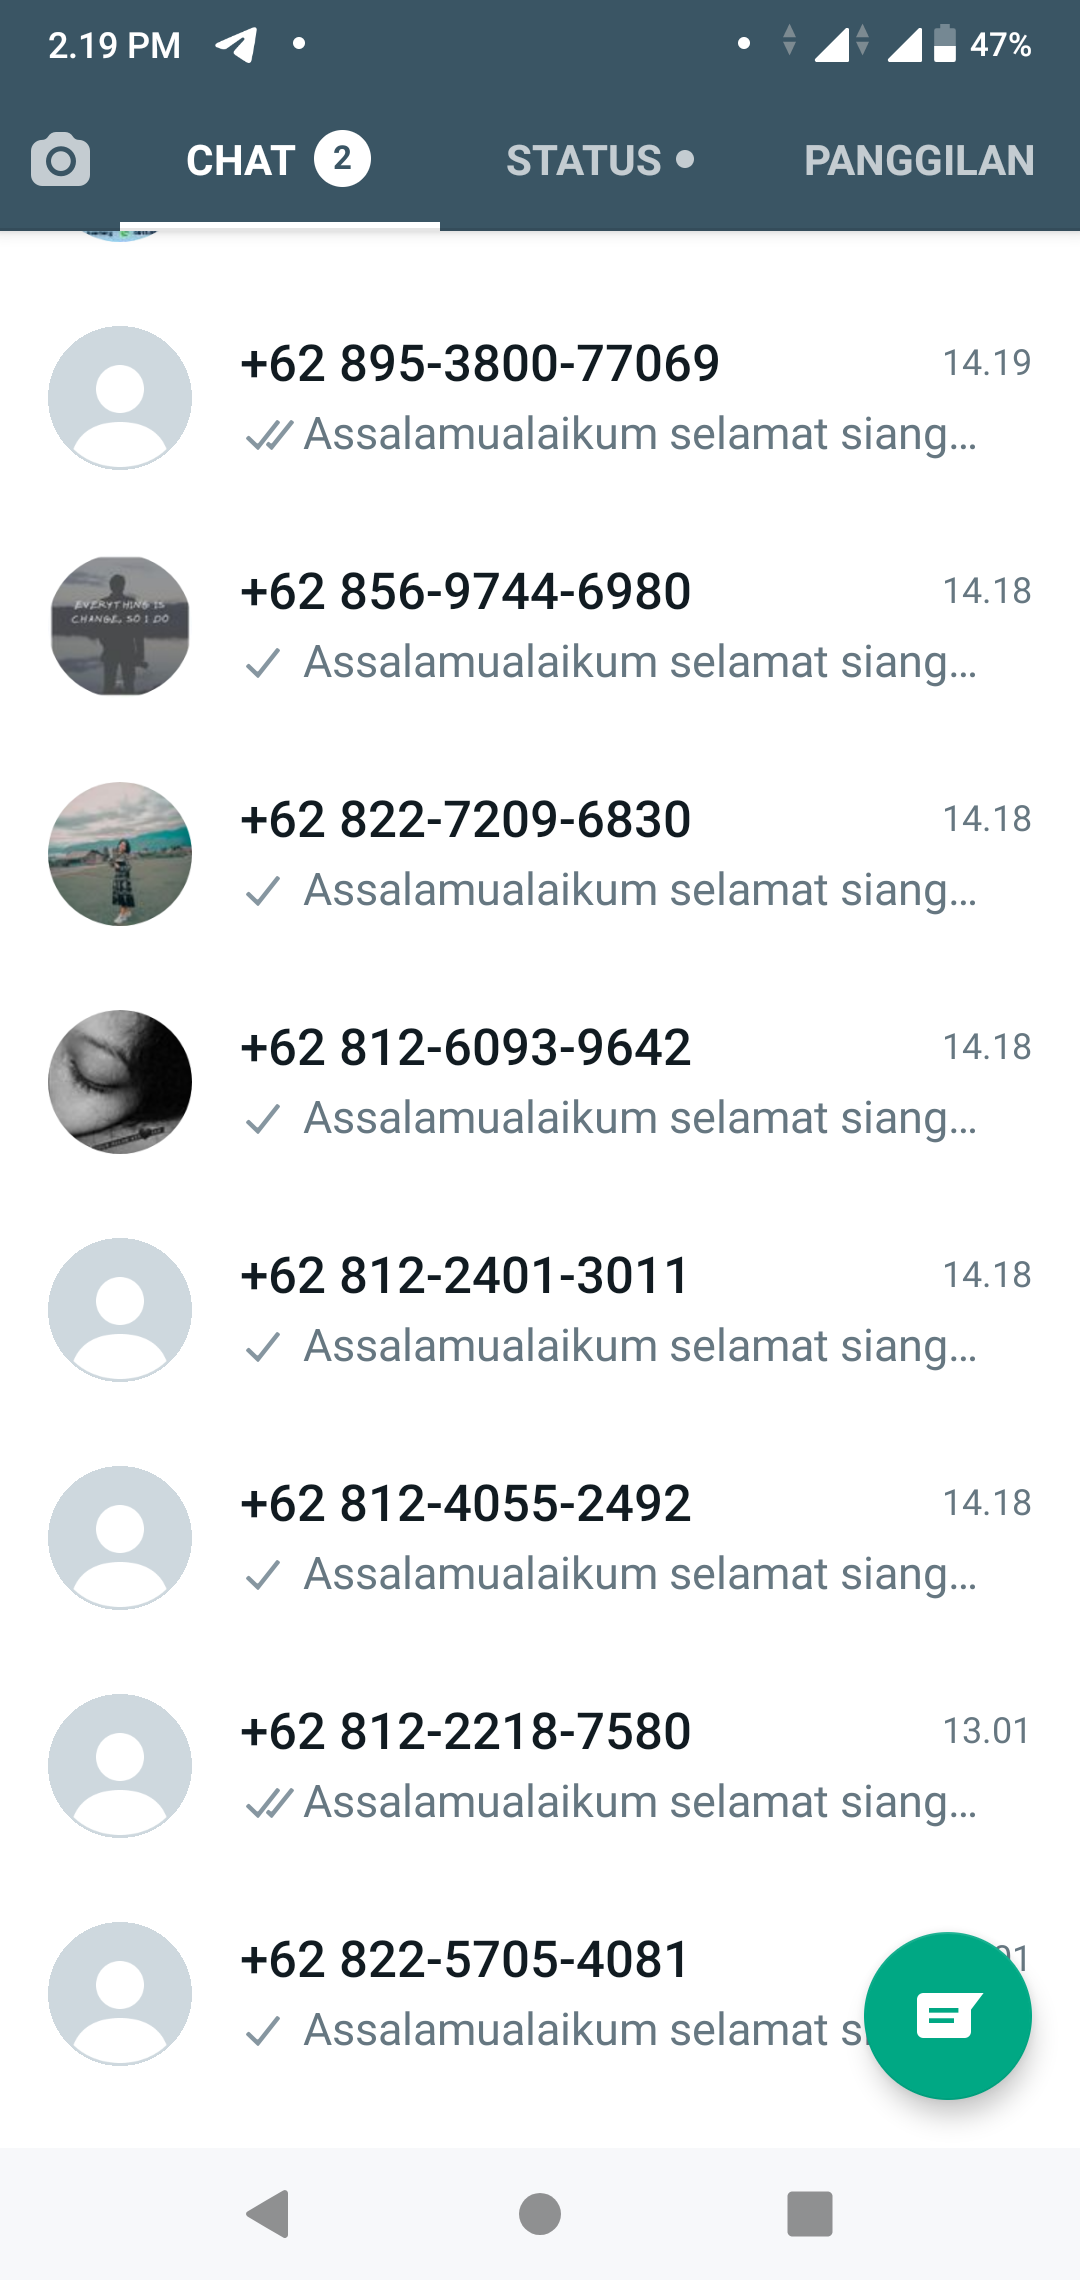 2.19 PM
47%
CHAT 2 STATUS PANGGILAN
+62 895-3800-77069 14.19
Assalamualaikum selamat siang...
+62 856-9744-6980 14.18
EVERYTHING IS
CHANGE, SO I DO
Assalamualaikum selamat siang...
+62 822-7209-6830 14.18
Assalamualaikum selamat siang...
+62 812-6093-9642 14.18
Assalamualaikum selamat siang...
+62 812-2401-3011 14.18
Assalamualaikum selamat siang...
+62 812-4055-2492 14.18
Assalamualaikum selamat siang...
+62 812-2218-7580 13.01
Assalamualaikum selamat siang...
+62 822-5705-4081
Assalamualaikum selamat